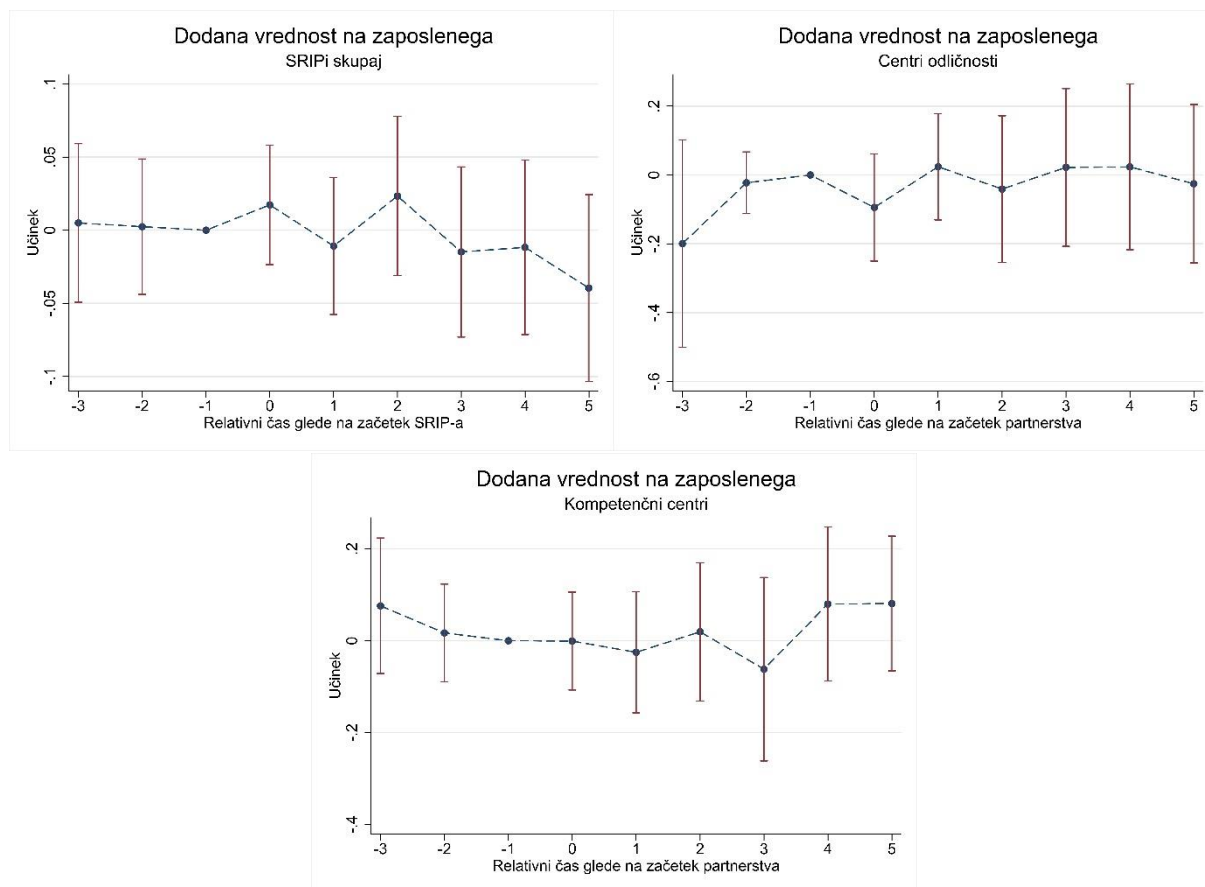 Dodana vrednost na zaposlenega
SRIPi skupaj
Učinek
.1
.05
0
-.05
-.1
-3 -2 -1 0 1 2 3 4 5
Relativni čas glede na začetek SRIP-a
Dodana vrednost na zaposlenega
Centri odličnosti
Učinek
.2
0
-.2
-.4
-.6
-3 -2 -1 0 1 2 3 4 5
Relativni čas glede na začetek partnerstva
Dodana vrednost na zaposlenega
Kompetenčni centri
Učinek
.2
0
-.2
-.4
-3 -2 -1 0 1 2 3 4 5
Relativni čas glede na začetek partnerstva